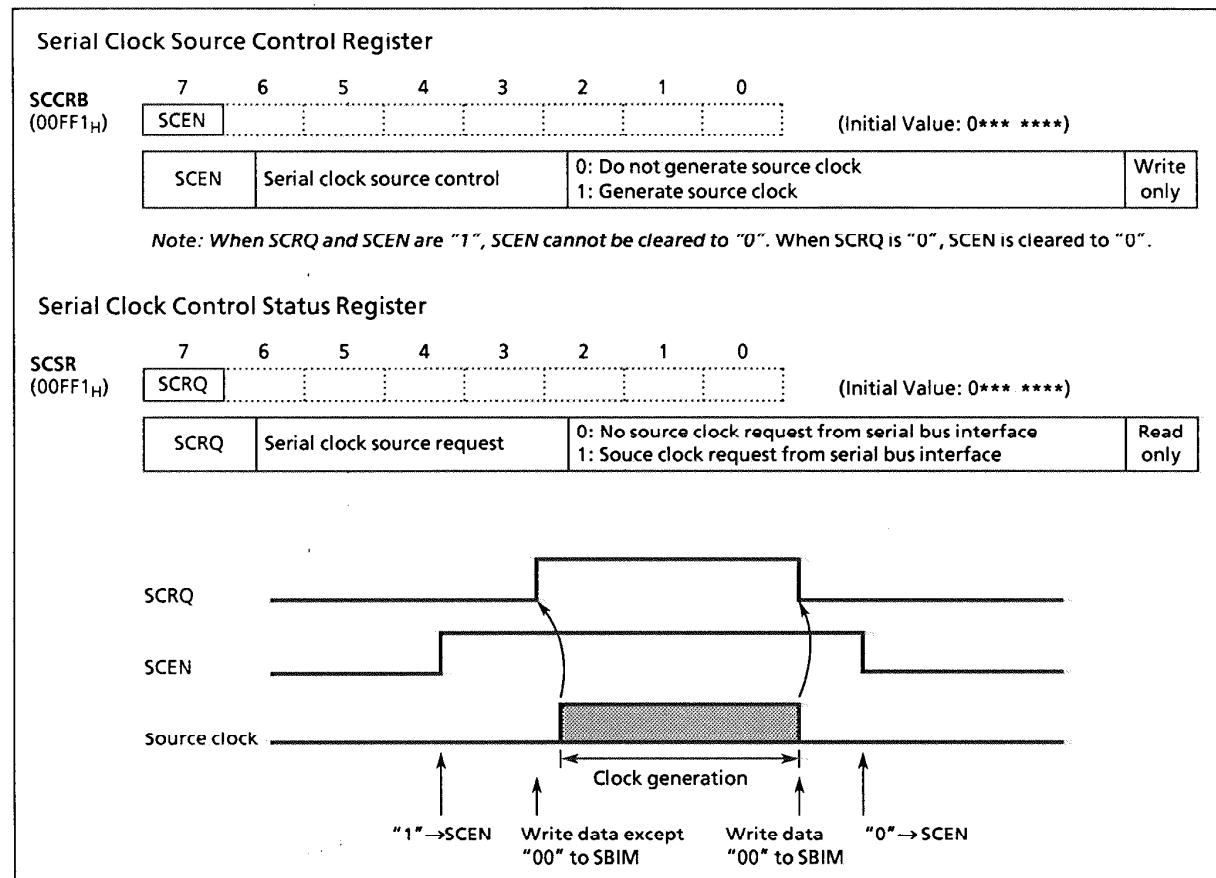 Serial Clock Source Control Register
7 6 5 4 3 2 1 0
SCCRB
(00FF1H)
SCEN
(Initial Value: 0*** ****)
SCEN Serial clock source control 0: Do not generate source clock
1: Generate source clock
Write
only
Note: When SCRQ and SCEN are "1", SCEN cannot be cleared to "0". When SCRQ is "0", SCEN is cleared to "0".
Serial Clock Control Status Register
7 6 5 4 3 2 1 0
SCSR
(00FF1H)
SCRQ
(Initial Value: 0*** ****)
SCRQ Serial clock source request 0: No source clock request from serial bus interface
1: Souce clock request from serial bus interface
Read
only
SCRQ
SCEN
Source clock
Clock generation
"1"→SCEN
Write data except
"00" to SBIM
Write data
"00" to SBIM
"0"→SCEN